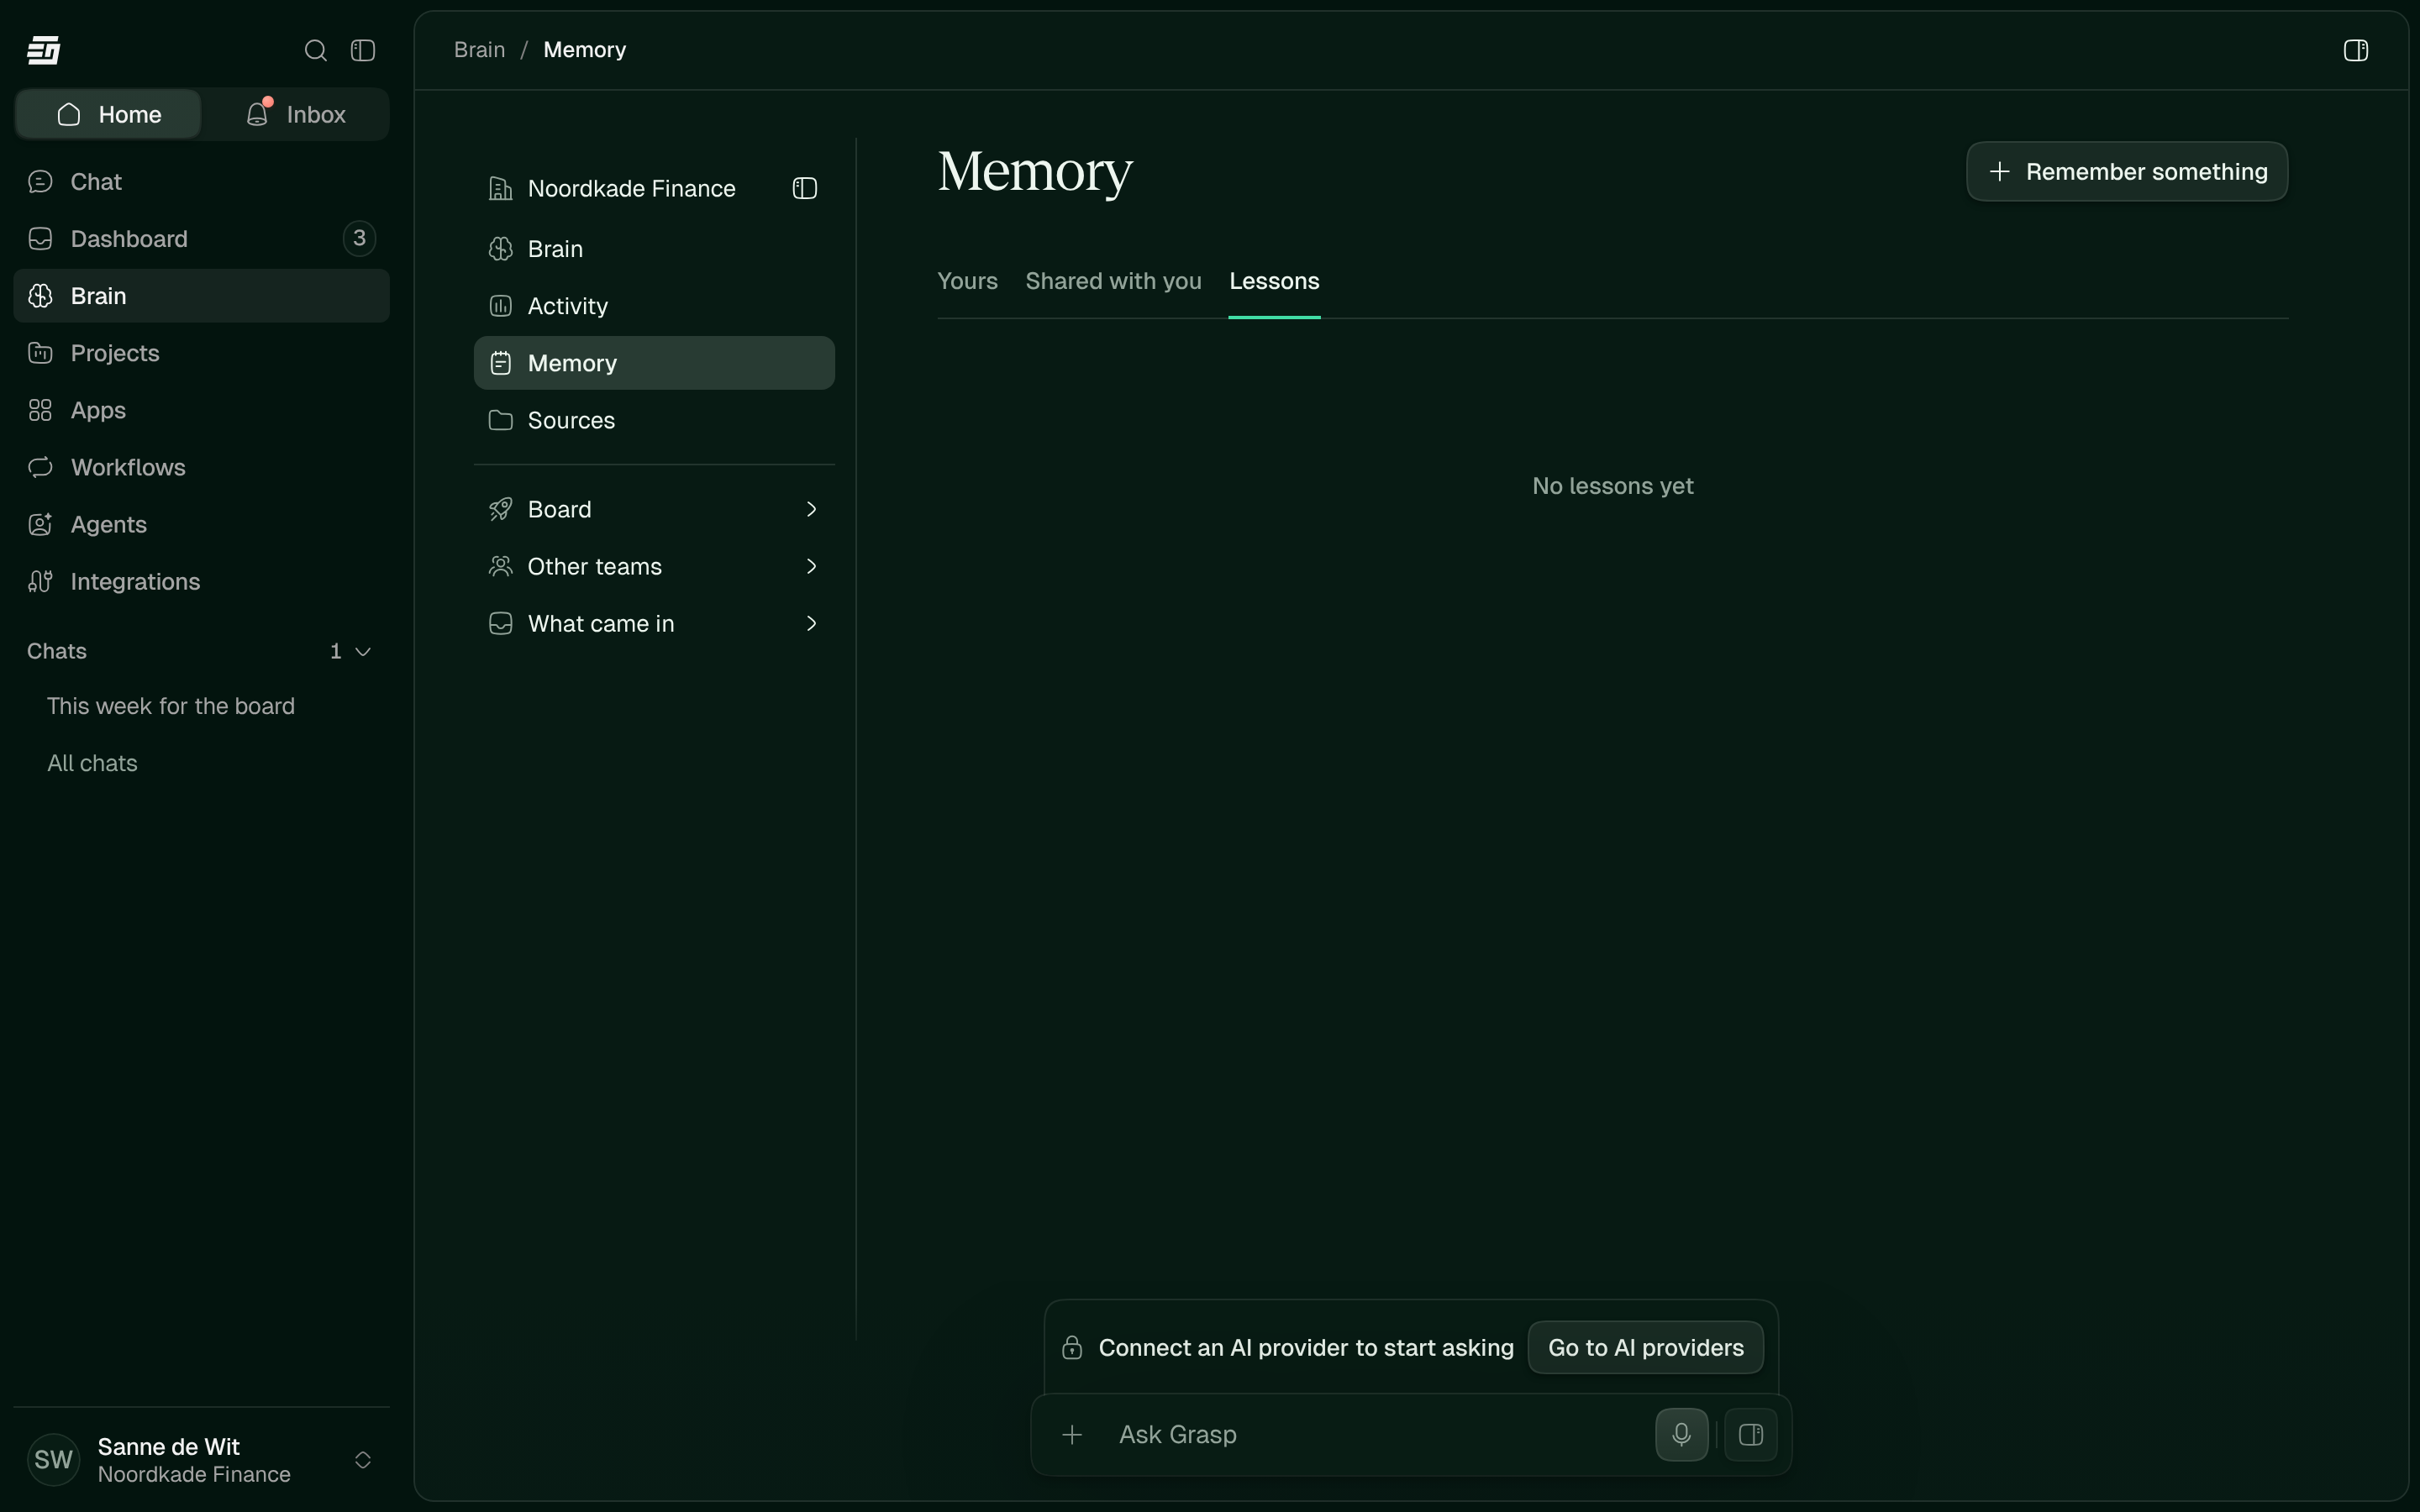 Home
Inbox
Chat
Dashboard 3
Brain
Projects
Apps
Workflows
Agents
Integrations
Chats 1
This week for the board
All chats
SW
Sanne de Wit
Noordkade Finance
Brain / Memory
Noordkade Finance
Brain
Activity
Memory
Sources
Board
Other teams
What came in
Memory
Remember something
Yours Shared with you Lessons
No lessons yet
Connect an AI provider to start asking
Go to AI providers
Ask Grasp